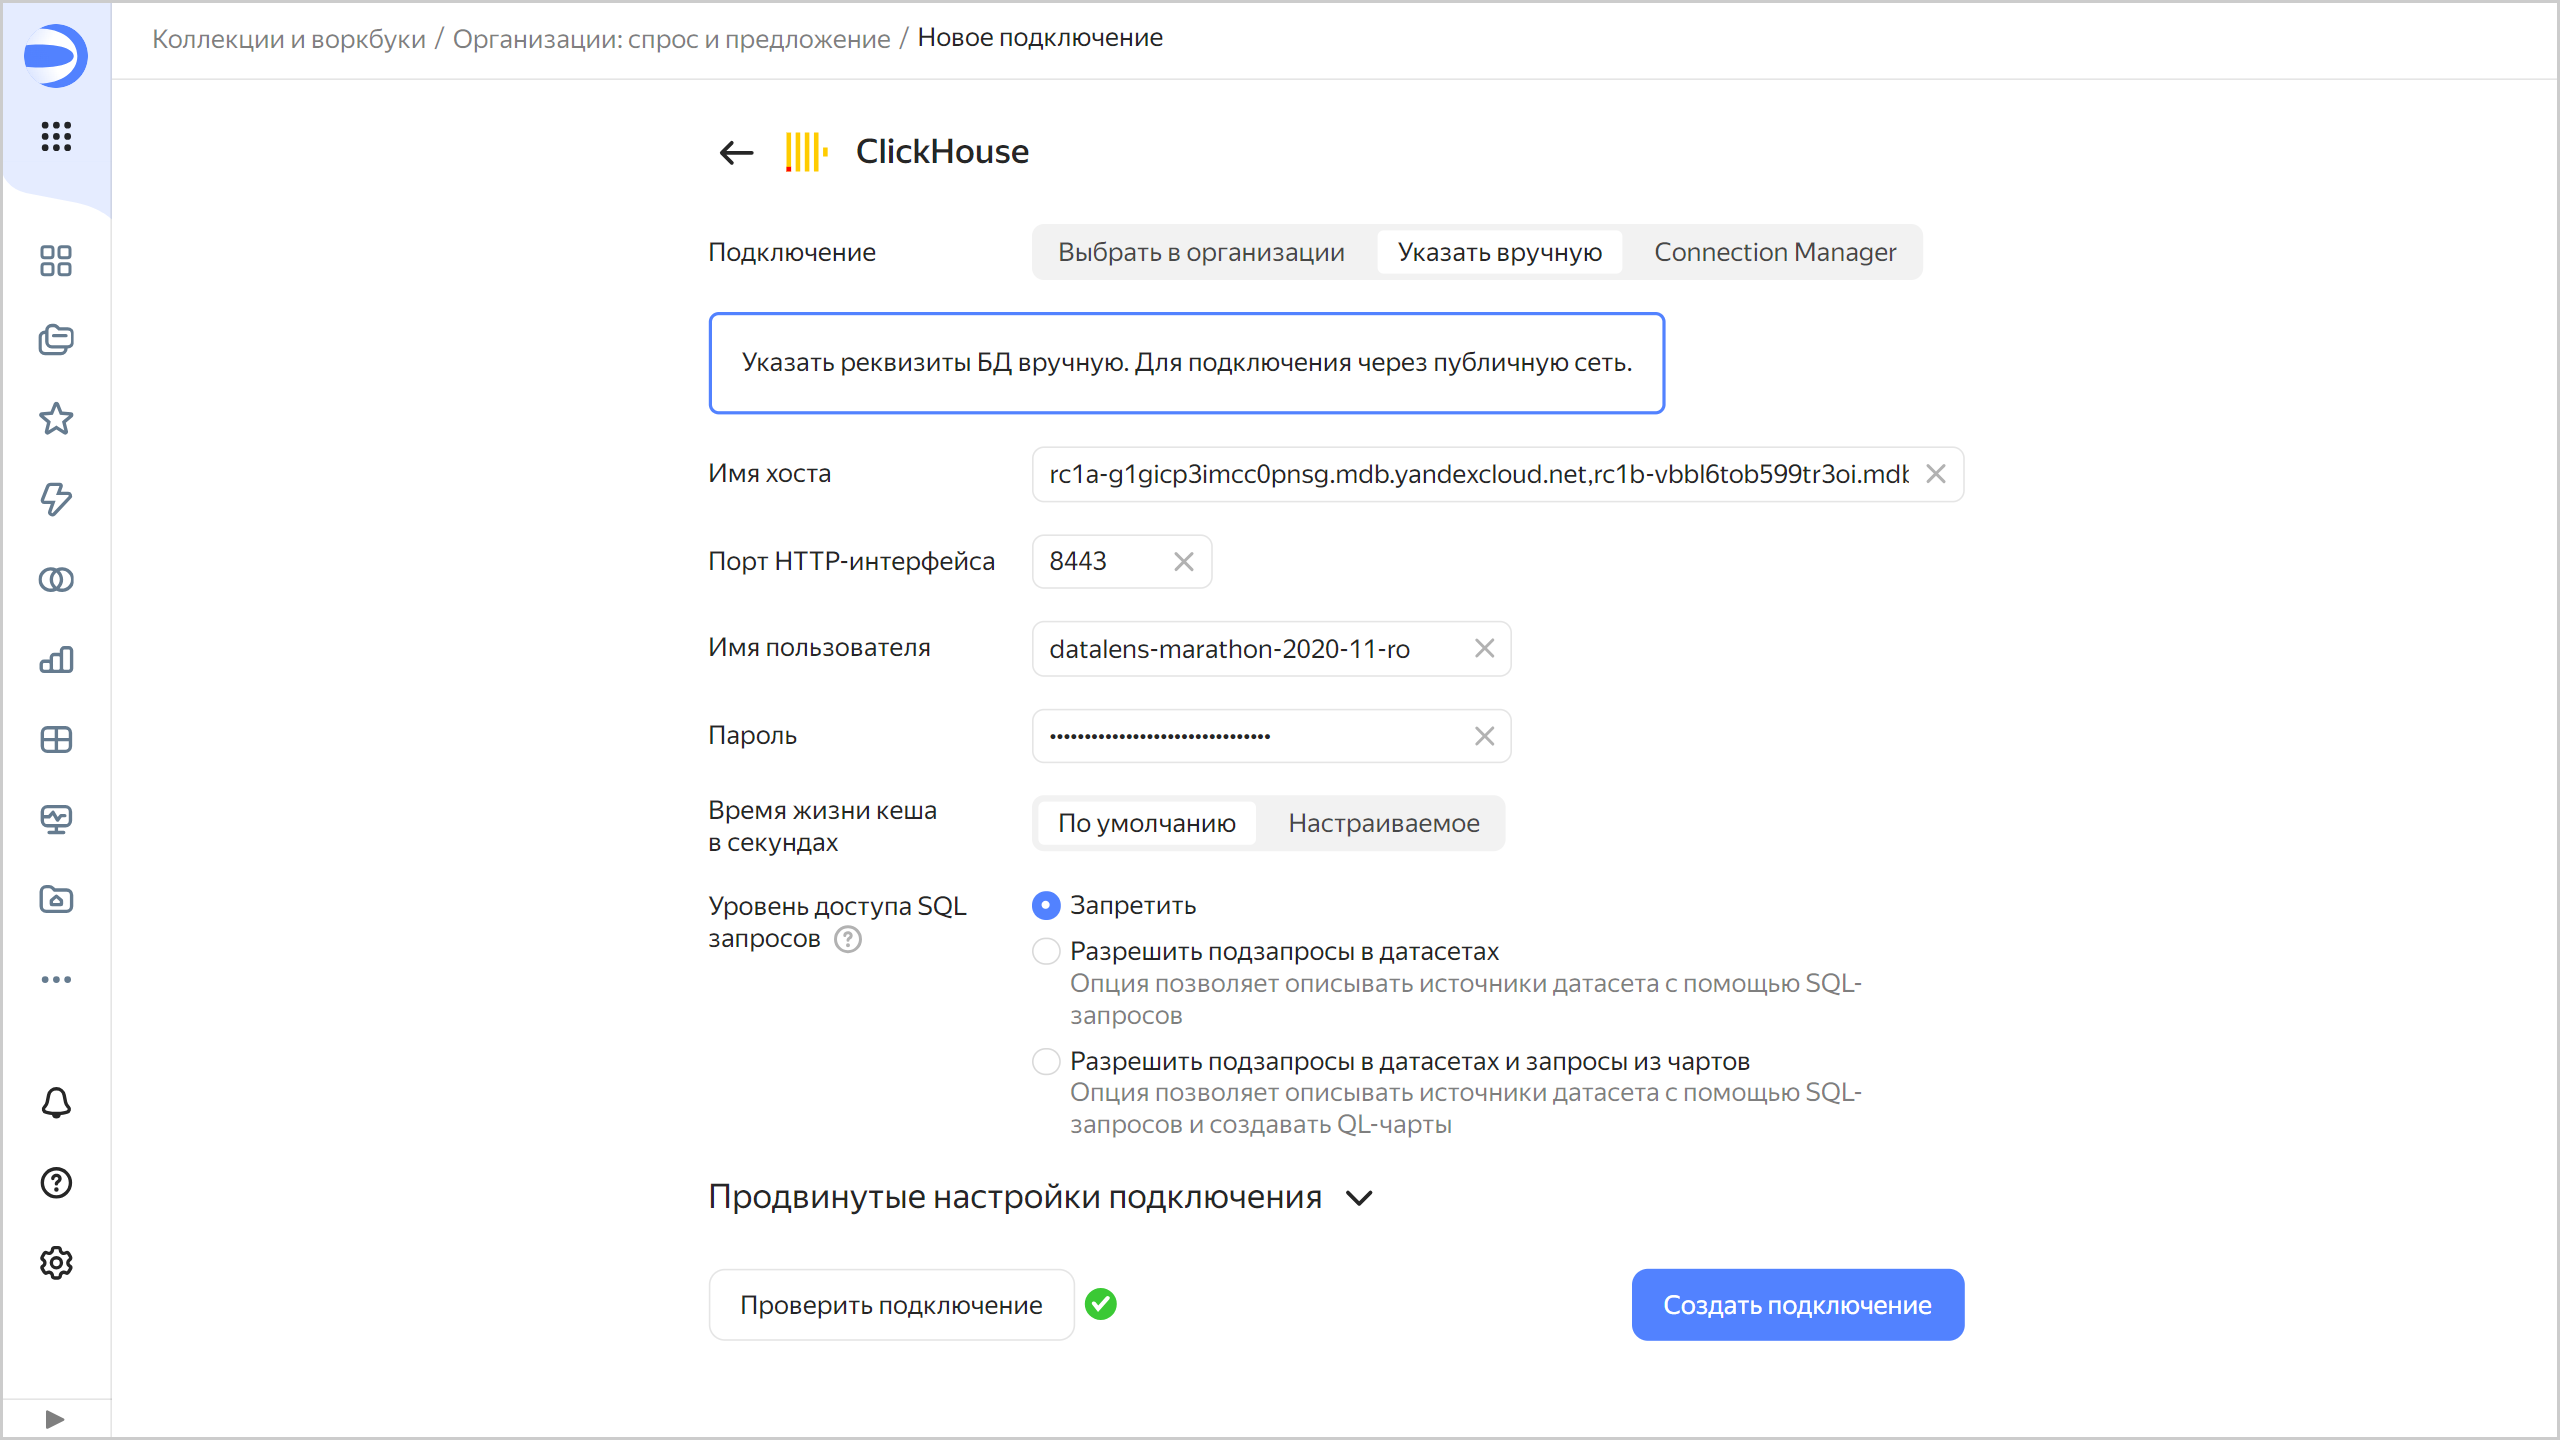 Коллекции и воркбуки / Организации: спрос и предложение / Новое подключение
ClickHouse
Подключение
Выбрать в организации
Указать вручную
Connection Manager
Указать реквизиты БД вручную. Для подключения через публичную сеть.
Имя хоста
rc1a-g1gicp3imcc0pnsg.mdb.yandexcloud.net,rc1b-vbbl6tob599tr3oi.mdb
Порт HTTP-интерфейса
8443
Имя пользователя
datalens-marathon-2020-11-ro
Пароль
Время жизни кеша
в секундах
По умолчанию
Настраиваемое
Уровень доступа SQL
запросов
Запретить
Разрешить подзапросы в датасетах
Опция позволяет описывать источники датасета с помощью SQL-
запросов
Разрешить подзапросы в датасетах и запросы из чартов
Опция позволяет описывать источники датасета с помощью SQL-
запросов и создавать QL-чарты
Продвинутые настройки подключения
Проверить подключение
Создать подключение